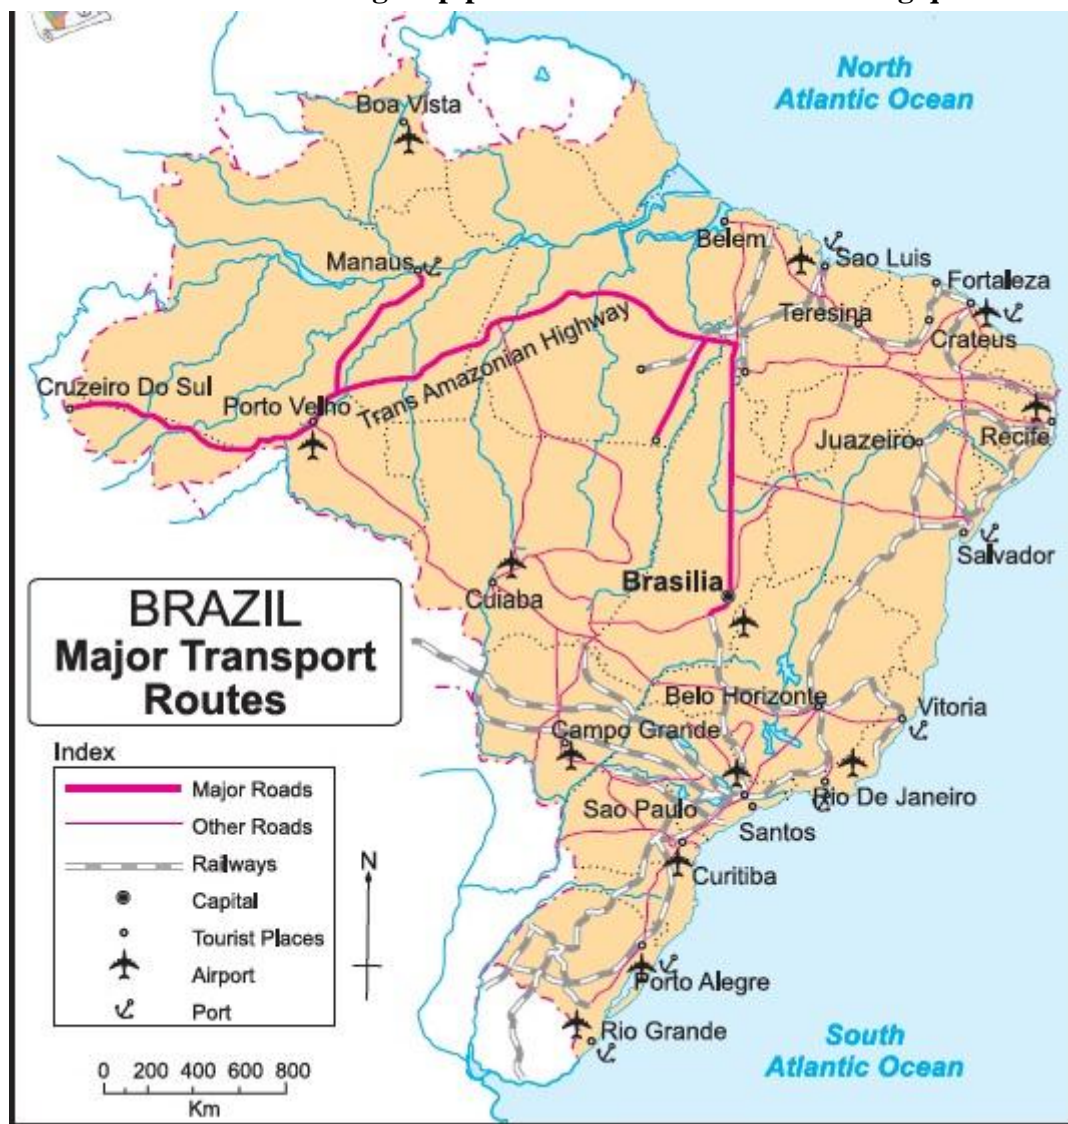 North
Atlantic Ocean
Boa Vista
Belem
Manaus
Sao Luis
Fortaleza
Teresina
Crateus
Trans Amazonian Highway
Cruzeiro Do Sul
Porto Velho
Juazeiro
Recife
Salvador
Brasilia
Cuiaba
BRAZIL
Major Transport
Routes
Belo Horizonte
Vitoria
Campo Grande
Rio De Janeiro
Sao Paulo
Santos
Curitiba
Porto Alegre
Rio Grande
South
Atlantic Ocean
Index
Major Roads
Other Roads
Railways
Capital
Tourist Places
Airport
Port
N
0 200 400 600 800
Km